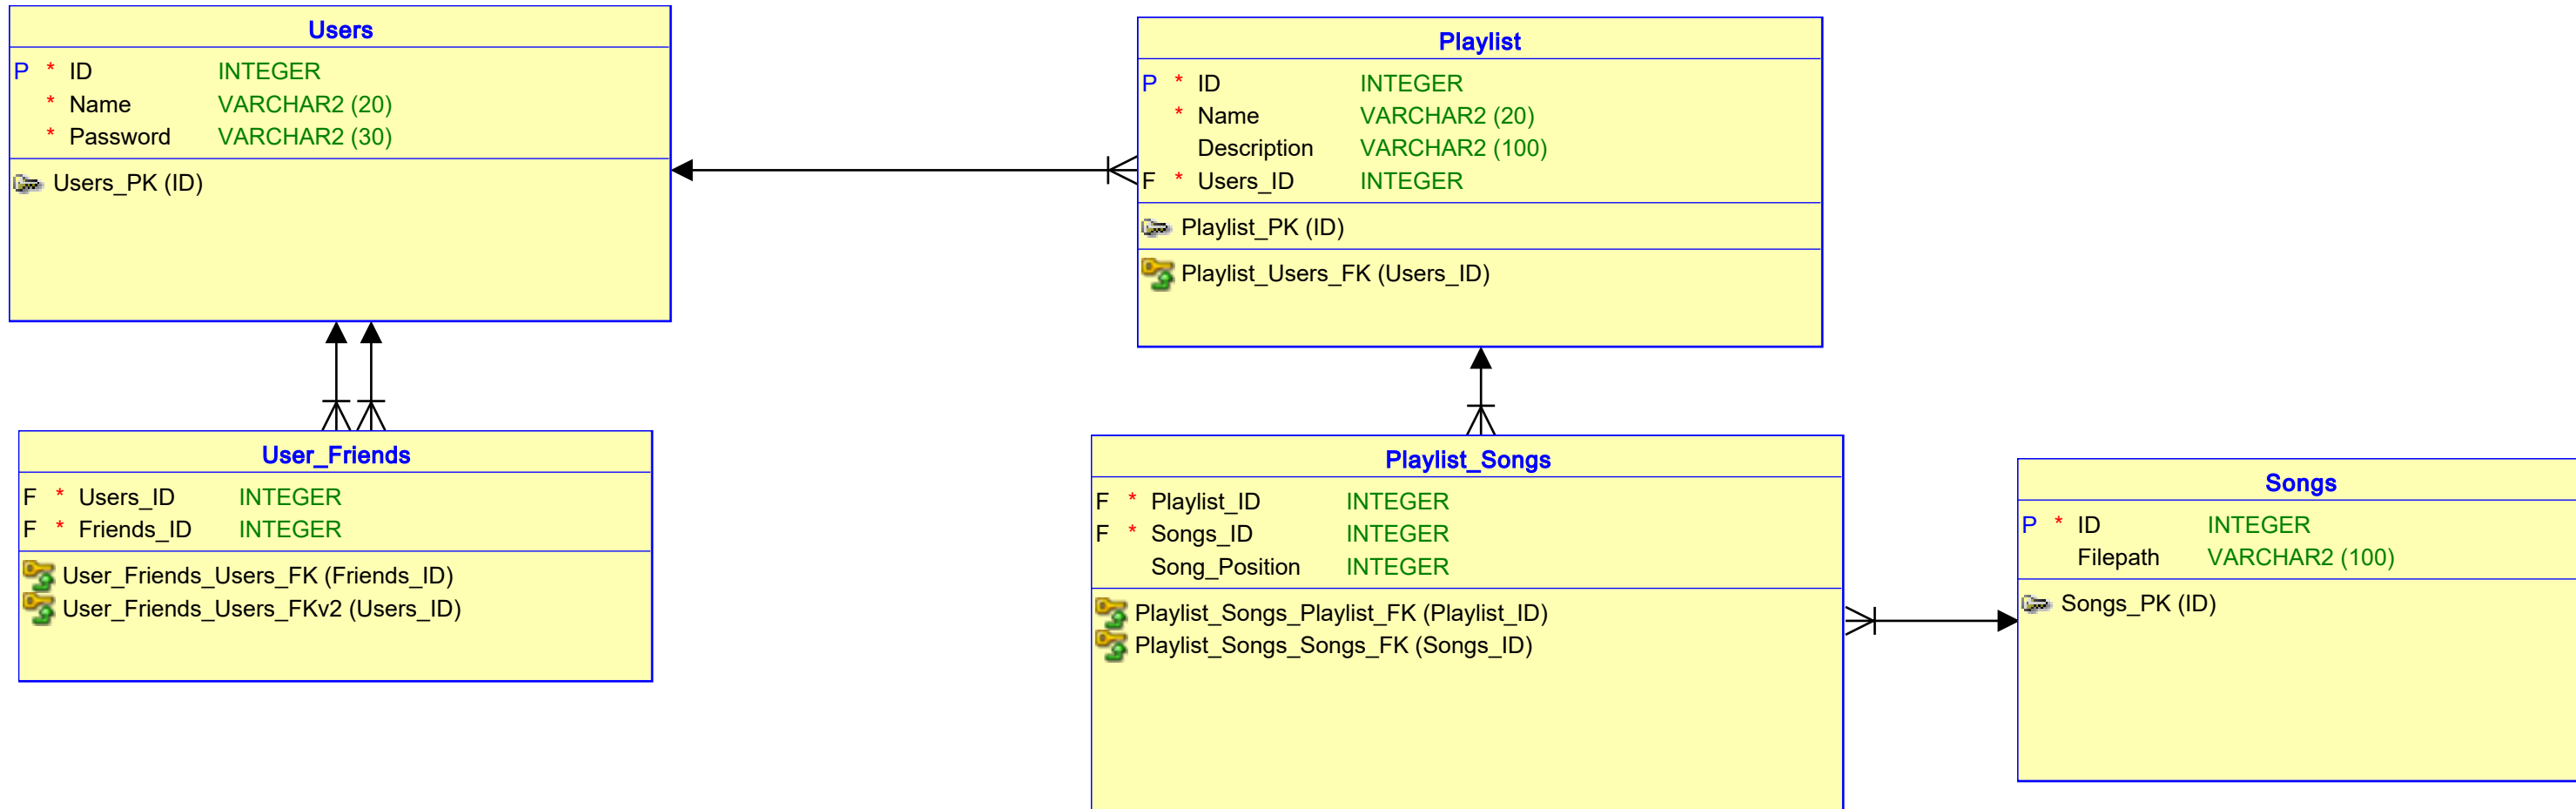 Users
P * ID INTEGER
* Name VARCHAR2 (20)
* Password VARCHAR2 (30)
Users_PK (ID)
Playlist
P * ID INTEGER
* Name VARCHAR2 (20)
Description VARCHAR2 (100)
F * Users_ID INTEGER
Playlist_PK (ID)
Playlist_Users_FK (Users_ID)
User_Friends
F * Users_ID INTEGER
F * Friends_ID INTEGER
User_Friends_Users_FK (Friends_ID)
User_Friends_Users_FKv2 (Users_ID)
Playlist_Songs
F * Playlist_ID INTEGER
F * Songs_ID INTEGER
Song_Position INTEGER
Playlist_Songs_Playlist_FK (Playlist_ID)
Playlist_Songs_Songs_FK (Songs_ID)
Songs
P * ID INTEGER
Filepath VARCHAR2 (100)
Songs_PK (ID)